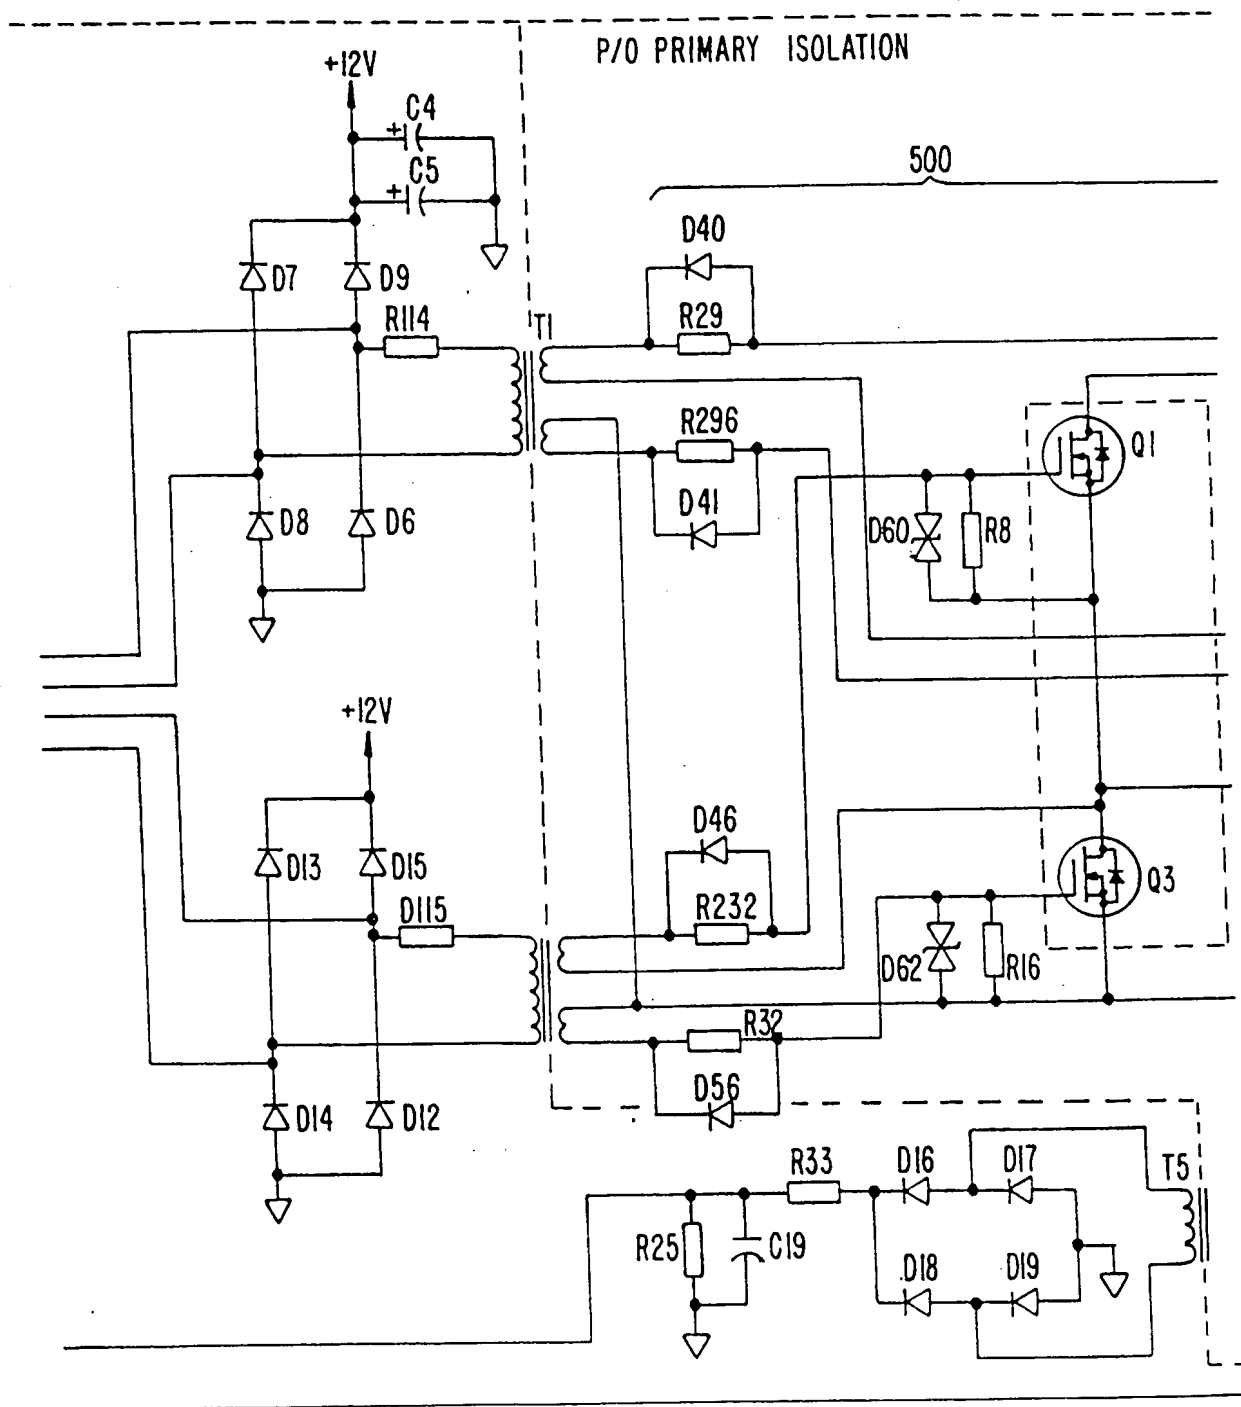 P/O PRIMARY ISOLATION
+12V
C4
+
C5
+
500
D40
D7
D9
R29
R114
T1
R296
Q1
D41
D8
D6
D60
R8
+12V
D46
D13
D15
Q3
D115
R232
D62
R16
R32
D56
D14
D12
R33
D16
D17
T5
R25
C19
D18
D19